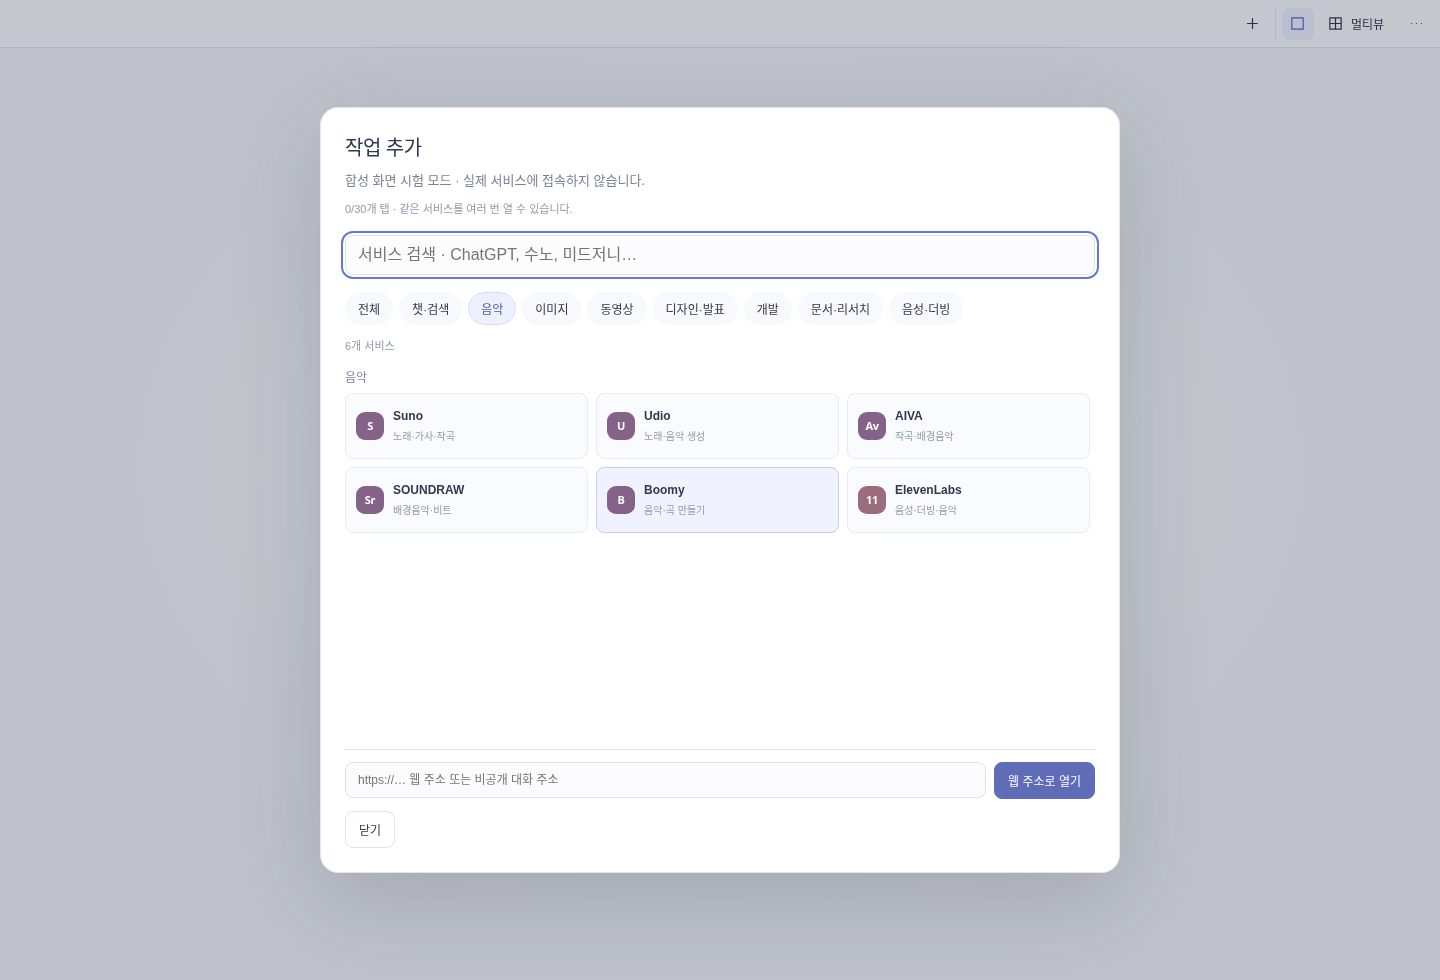 멀티뷰
작업 추가
합성 화면 시험 모드 · 실제 서비스에 접속하지 않습니다.
0/30개 탭 · 같은 서비스를 여러 번 열 수 있습니다.
서비스 검색 · ChatGPT, 수노, 미드저니…
전체 챗·검색 음악 이미지 동영상 디자인·발표 개발 문서·리서치 음성·더빙
6개 서비스
음악
S Suno
노래·가사·작곡
U Udio
노래·음악 생성
Av AIVA
작곡·배경음악
Sr SOUNDRAW
배경음악·비트
B Boomy
음악·곡 만들기
11 ElevenLabs
음성·더빙·음악
https://… 웹 주소 또는 비공개 대화 주소
웹 주소로 열기
닫기